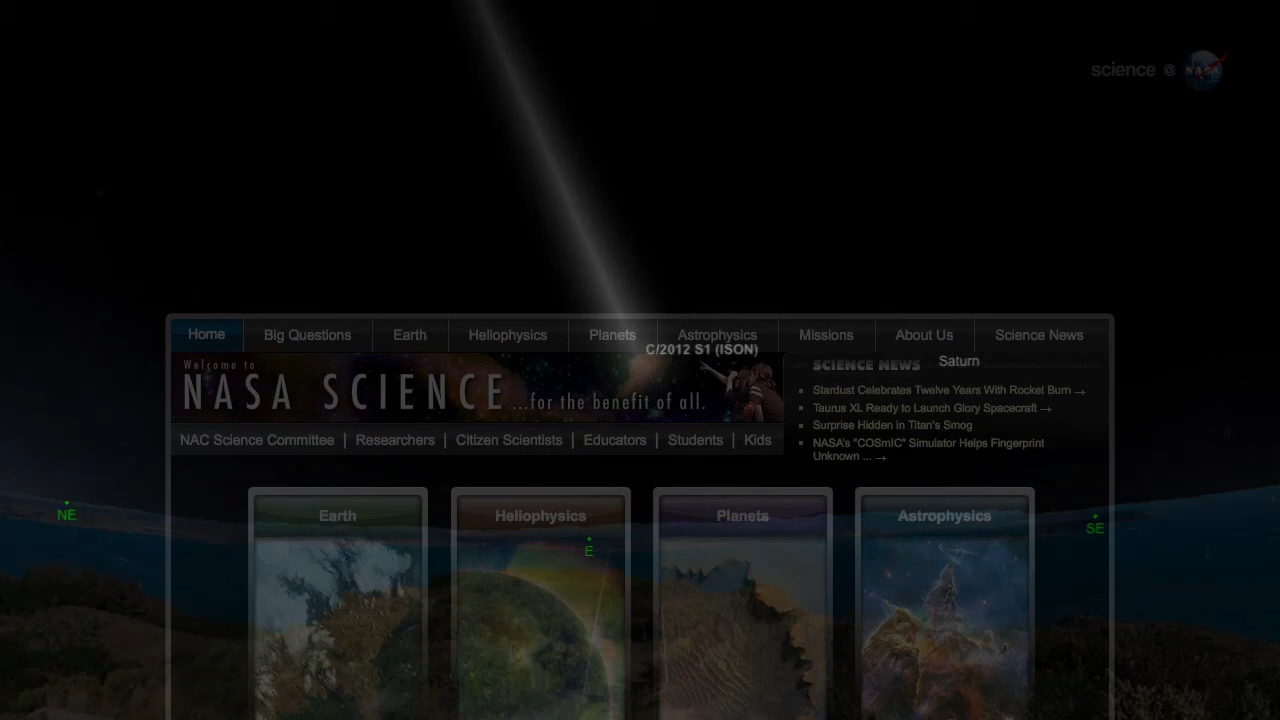 science @ NASA
Home Big Questions Earth Heliophysics Planets Astrophysics Missions About Us Science News
C/2012 S1 (ISON)
Saturn
Welcome to
NASA SCIENCE ...for the benefit of all.
SCIENCE NEWS
Stardust Celebrates Twelve Years With Rocket Burn →
Taurus XL Ready to Launch Glory Spacecraft →
Surprise Hidden in Titan's Smog
NASA's "COSmIC" Simulator Helps Fingerprint
Unknown ... →
NAC Science Committee | Researchers | Citizen Scientists | Educators | Students | Kids
NE
SE
E
Earth
Heliophysics
Planets
Astrophysics